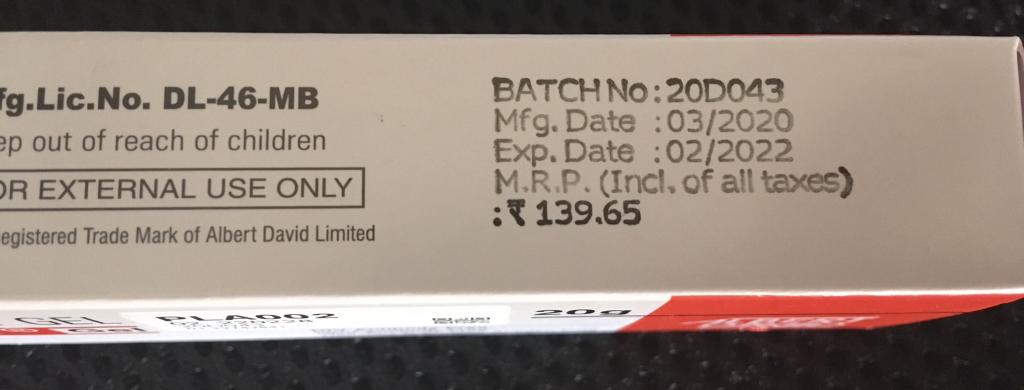 fg.Lic.No. DL-46-MB
ep out of reach of children
OR EXTERNAL USE ONLY
egistered Trade Mark of Albert David Limited
BATCH No:20D043
Mfg. Date :03/2020
Exp. Date :02/2022
M.R.P. (Incl. of all taxes)
:₹ 139.65
GEL
PLA002
20g